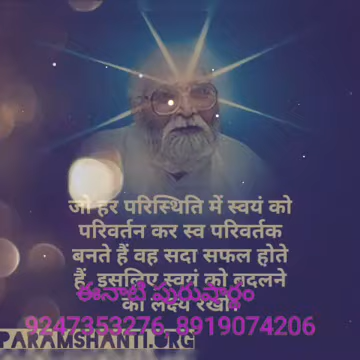 जो हर परिस्थिति में स्वयं को
परिवर्तन कर स्व परिवर्तक
बनते हैं वह सदा सफल होते
हैं, इसलिए स्वयं को बदलने
ఈనాటి పురుషార్థం
का लक्ष्य रखो।
9247353276, 8919074206
PARAMSHANTI.ORG